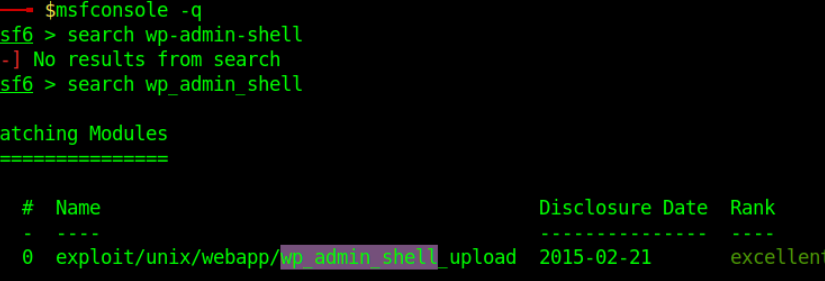 $msfconsole -q
sf6 > search wp-admin-shell
-] No results from search
sf6 > search wp_admin_shell
atching Modules
===============
# Name Disclosure Date Rank
- ---- --------------- ----
0 exploit/unix/webapp/wp_admin_shell_upload 2015-02-21 excellent